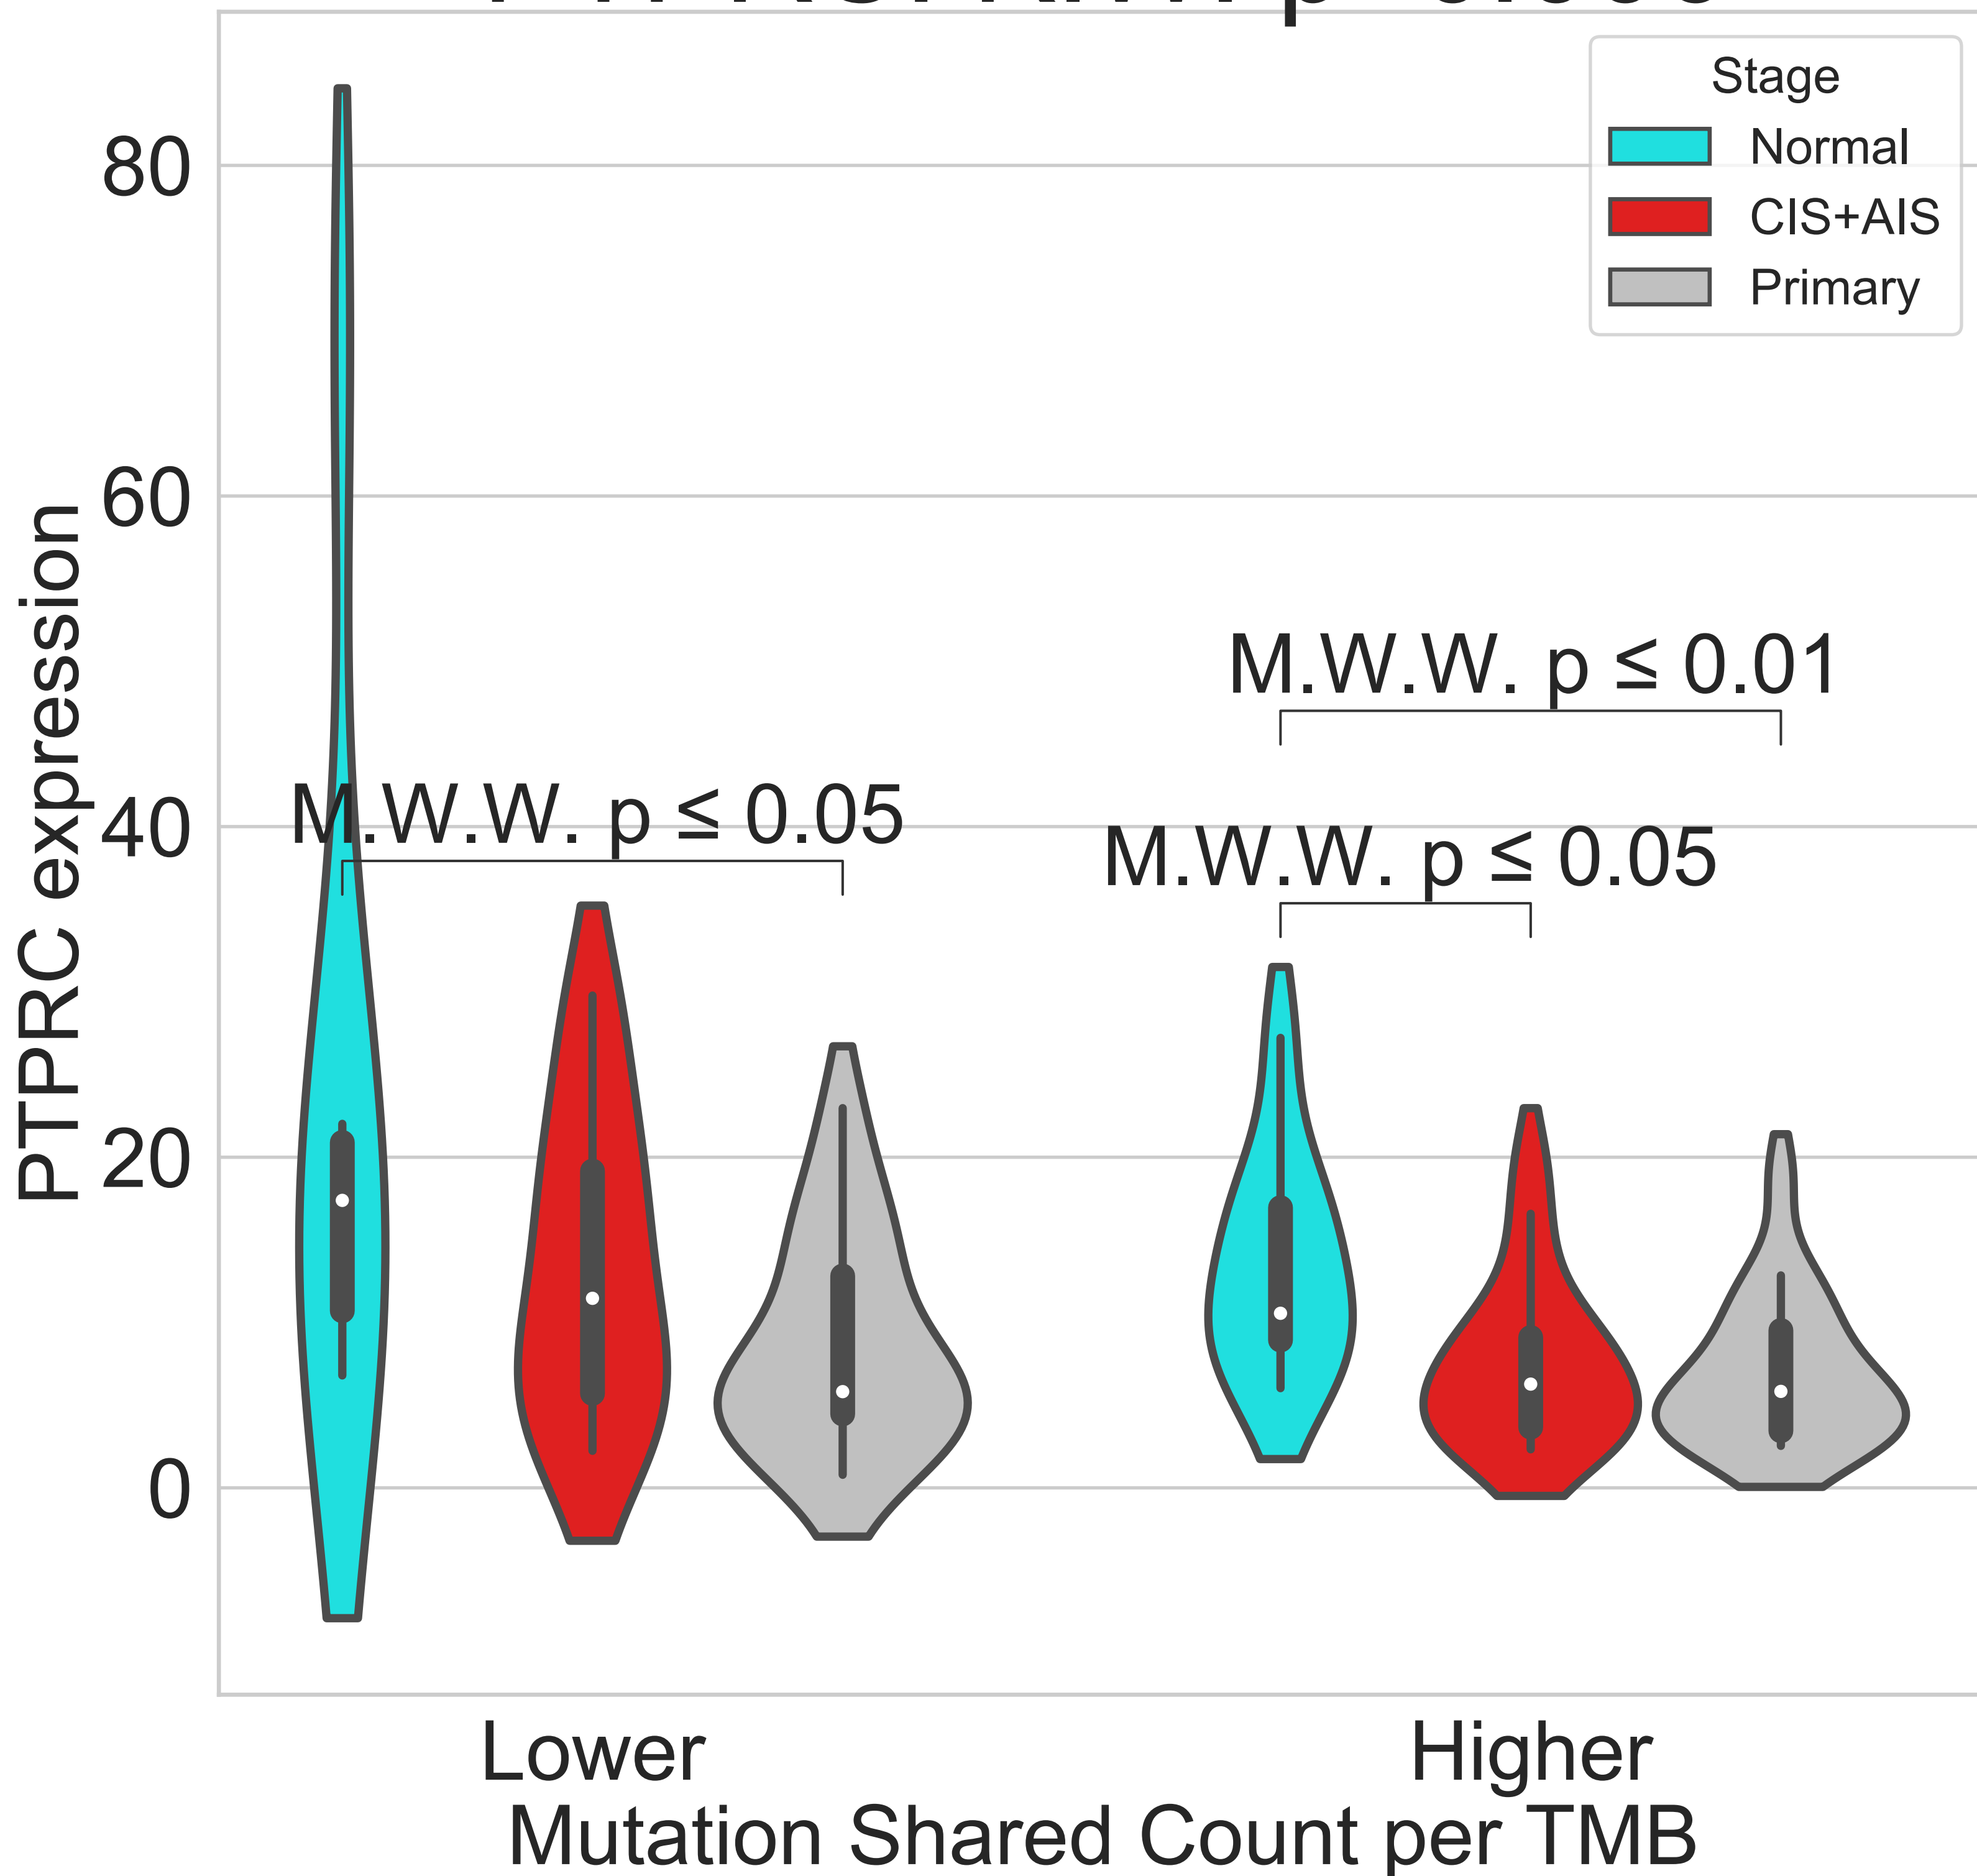 Stage
Normal
CIS+AIS
Primary
80
60
40
20
0
PTPRC expression
M.W.W. p ≤ 0.01
M.W.W. p ≤ 0.05
M.W.W. p ≤ 0.05
Lower
Higher
Mutation Shared Count per TMB